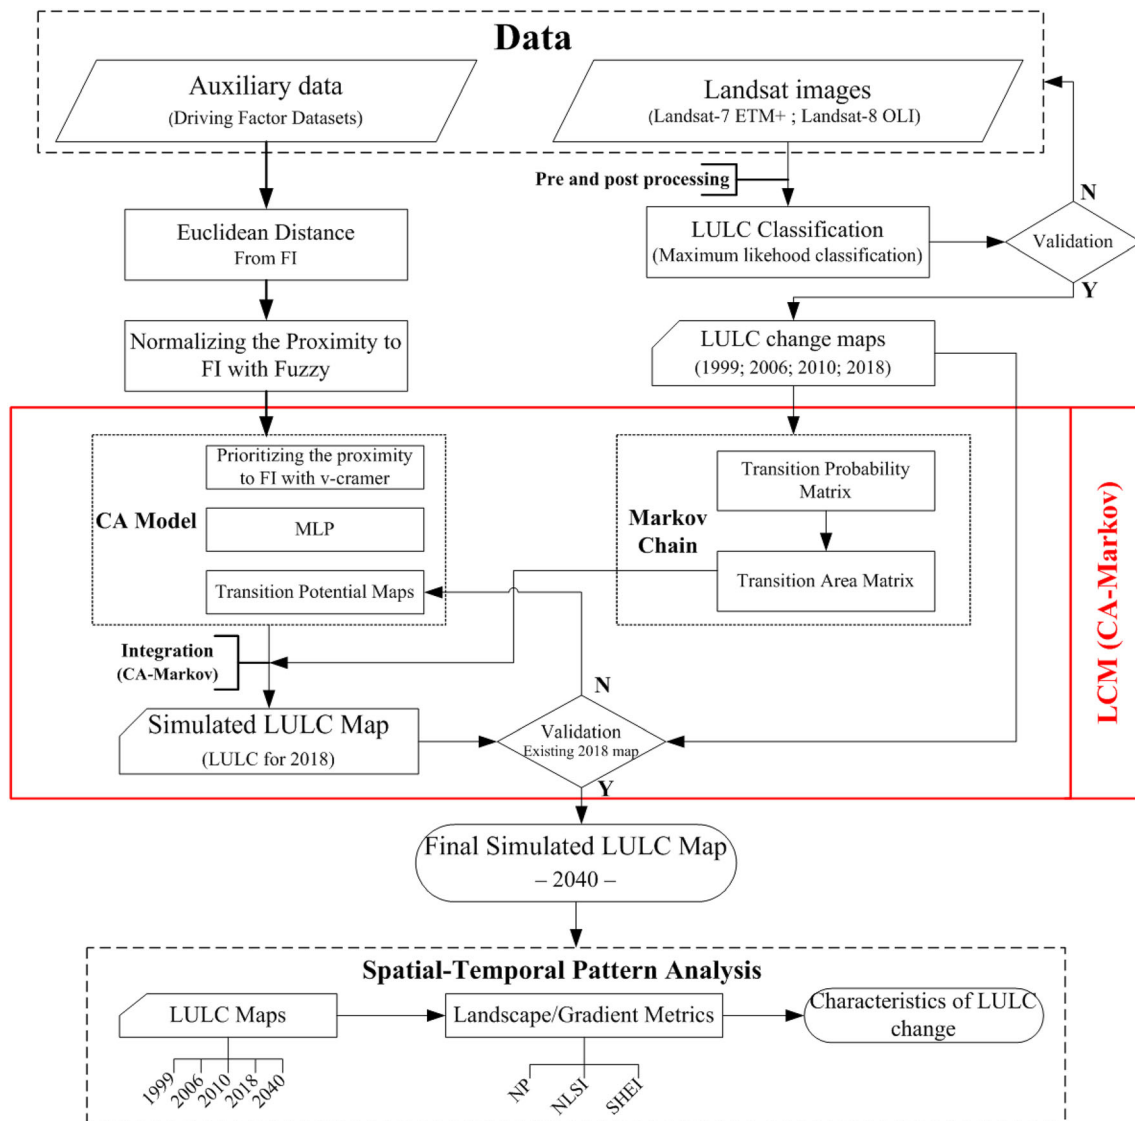 Data
Auxiliary data
(Driving Factor Datasets)
Landsat images
(Landsat-7 ETM+ ; Landsat-8 OLI)
Pre and post processing
N
Euclidean Distance
From FI
LULC Classification
(Maximum likehood classification)
Validation
Y
Normalizing the Proximity to
FI with Fuzzy
LULC change maps
(1999; 2006; 2010; 2018)
Prioritizing the proximity
to FI with v-cramer
CA Model
MLP
Transition Potential Maps
Transition Probability
Matrix
Markov
Chain
Transition Area Matrix
LCM (CA-Markov)
Integration
(CA-Markov)
N
Simulated LULC Map
(LULC for 2018)
Validation
Existing 2018 map
Y
Final Simulated LULC Map
– 2040 –
Spatial-Temporal Pattern Analysis
LULC Maps
Landscape/Gradient Metrics
Characteristics of LULC
change
1999
2006
2010
2018
2040
NP
NLSI
SHEI